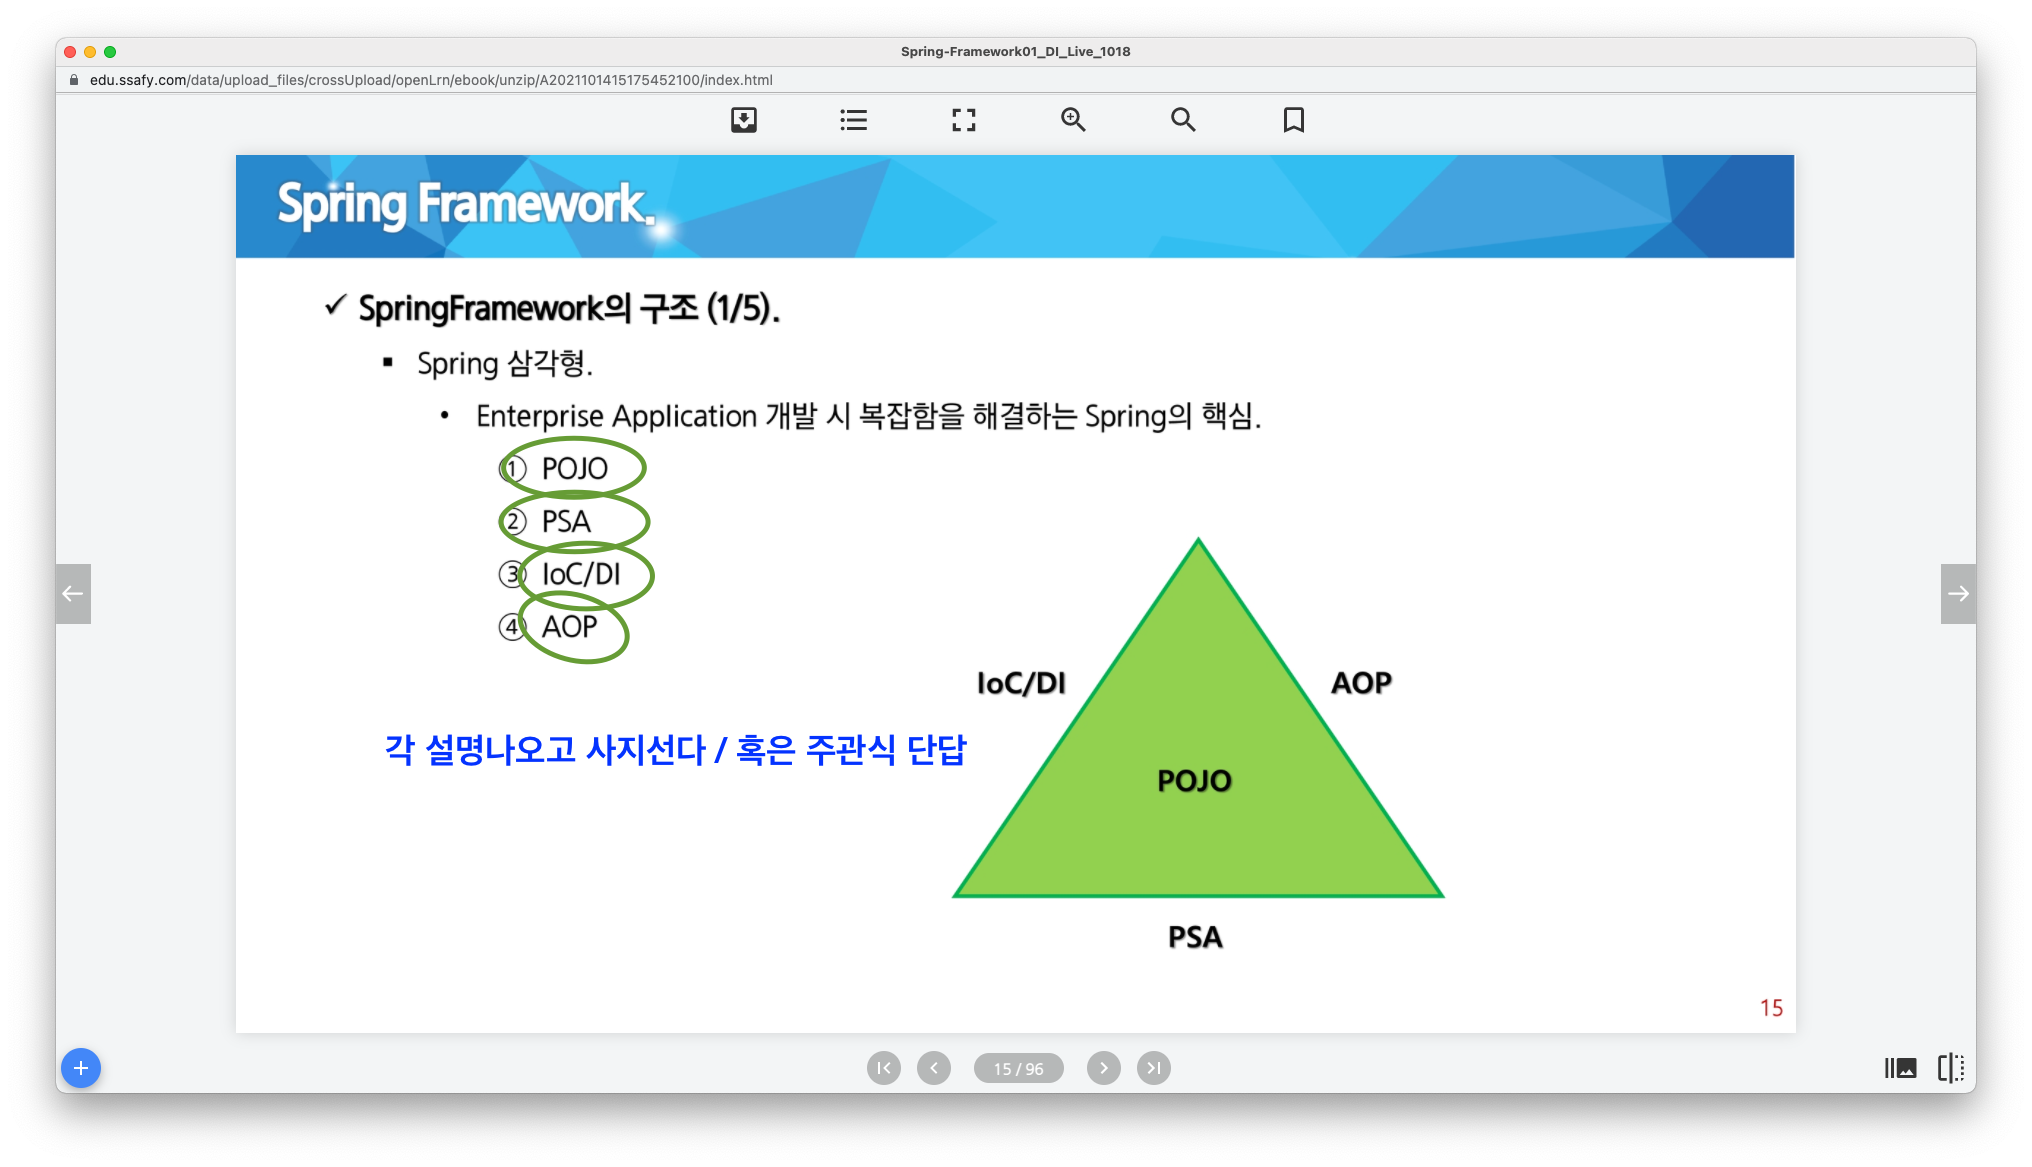 Spring-Framework01_DI_Live_1018
edu.ssafy.com/data/upload_files/crossUpload/openLrn/ebook/unzip/A2021101415175452100/index.html
Spring Framework.
✓ SpringFramework의 구조 (1/5).
▪ Spring 삼각형.
• Enterprise Application 개발 시 복잡함을 해결하는 Spring의 핵심.
① POJO
② PSA
③ IoC/DI
④ AOP
IoC/DI
AOP
각 설명나오고 사지선다 / 혹은 주관식 단답
POJO
PSA
15
15 / 96